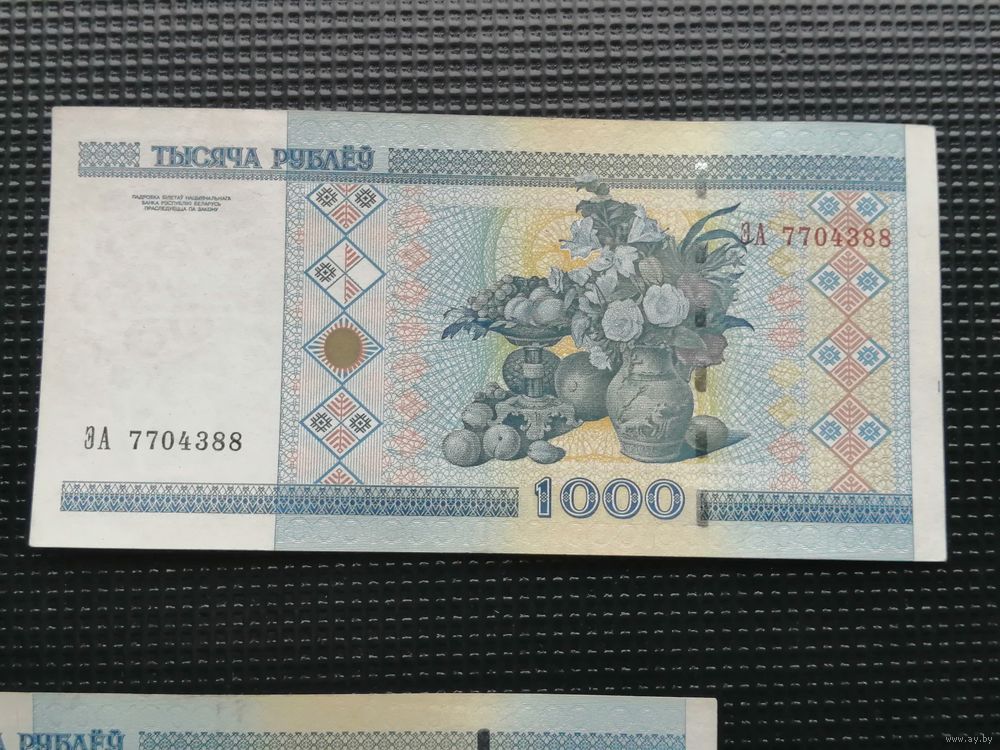 ТЫСЯЧА РУБЛЁЎ
ПАДРОБКА БІЛЕТАЎ НАЦЫЯНАЛЬНАГА
БАНКА РЭСПУБЛІКІ БЕЛАРУСЬ
ПРАСЛЕДУЕЦЦА ПА ЗАКОНУ
ЭА 7704388
ЭА 7704388
1000
А РУБЛЁЎ
www.ay.by